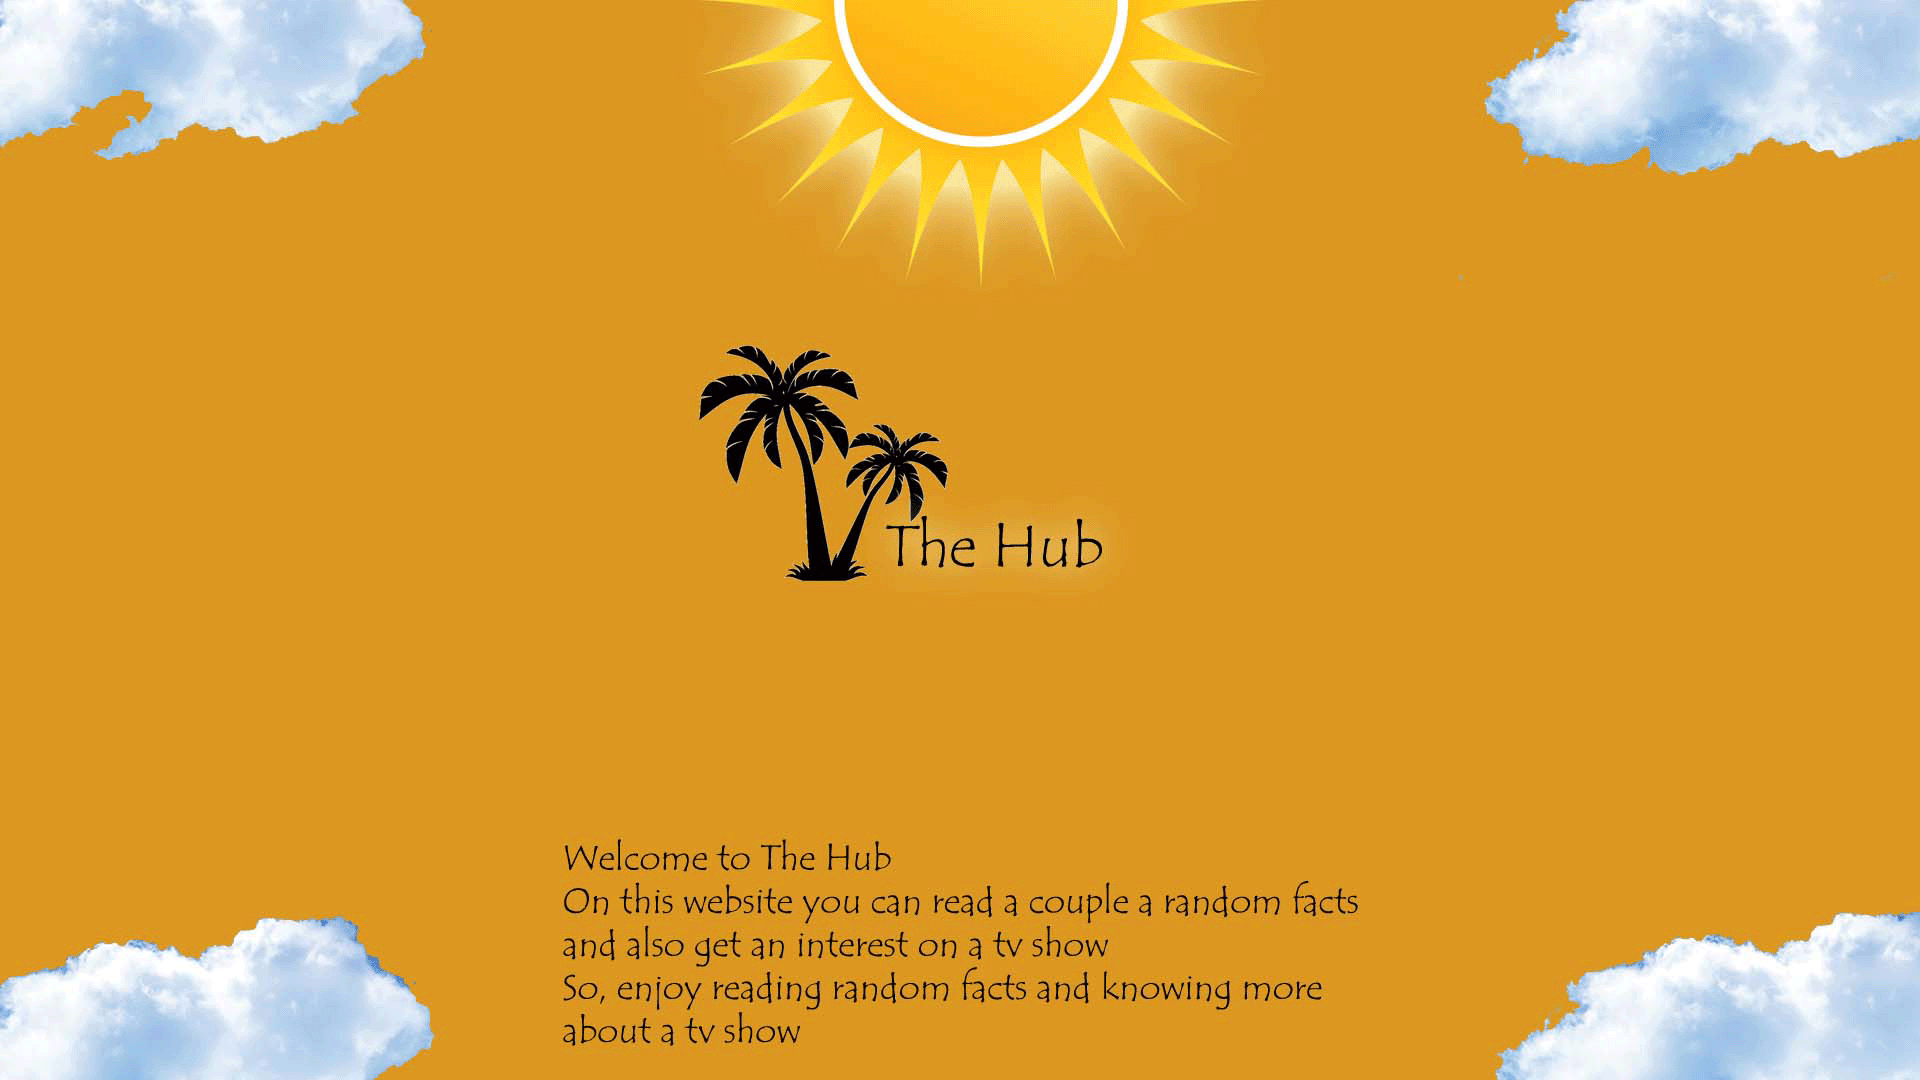 The Hub
Welcome to The Hub
On this website you can read a couple a random facts
and also get an interest on a tv show
So, enjoy reading random facts and knowing more
about a tv show